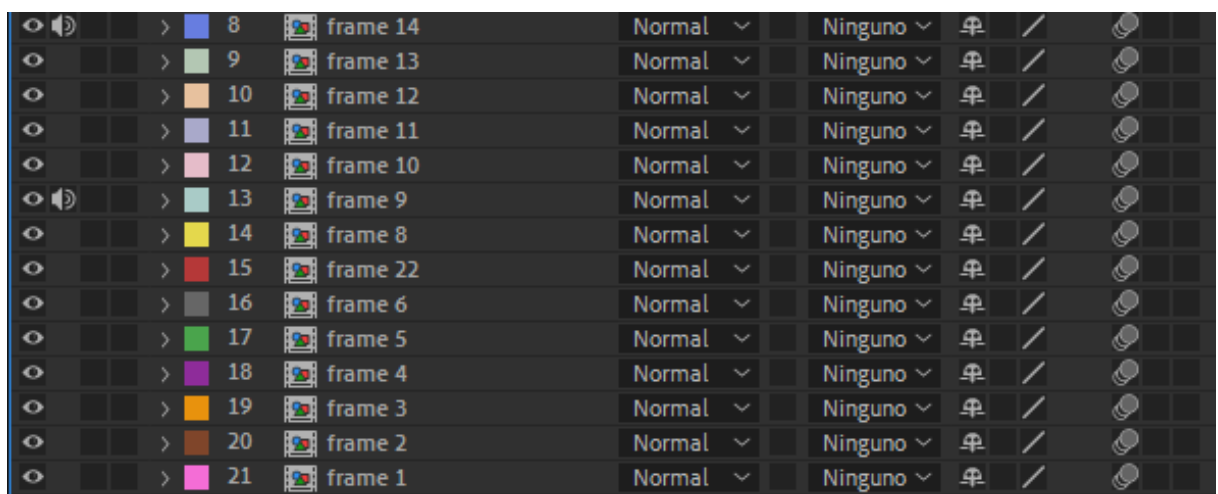 8 frame 14 Normal Ninguno
9 frame 13 Normal Ninguno
10 frame 12 Normal Ninguno
11 frame 11 Normal Ninguno
12 frame 10 Normal Ninguno
13 frame 9 Normal Ninguno
14 frame 8 Normal Ninguno
15 frame 22 Normal Ninguno
16 frame 6 Normal Ninguno
17 frame 5 Normal Ninguno
18 frame 4 Normal Ninguno
19 frame 3 Normal Ninguno
20 frame 2 Normal Ninguno
21 frame 1 Normal Ninguno